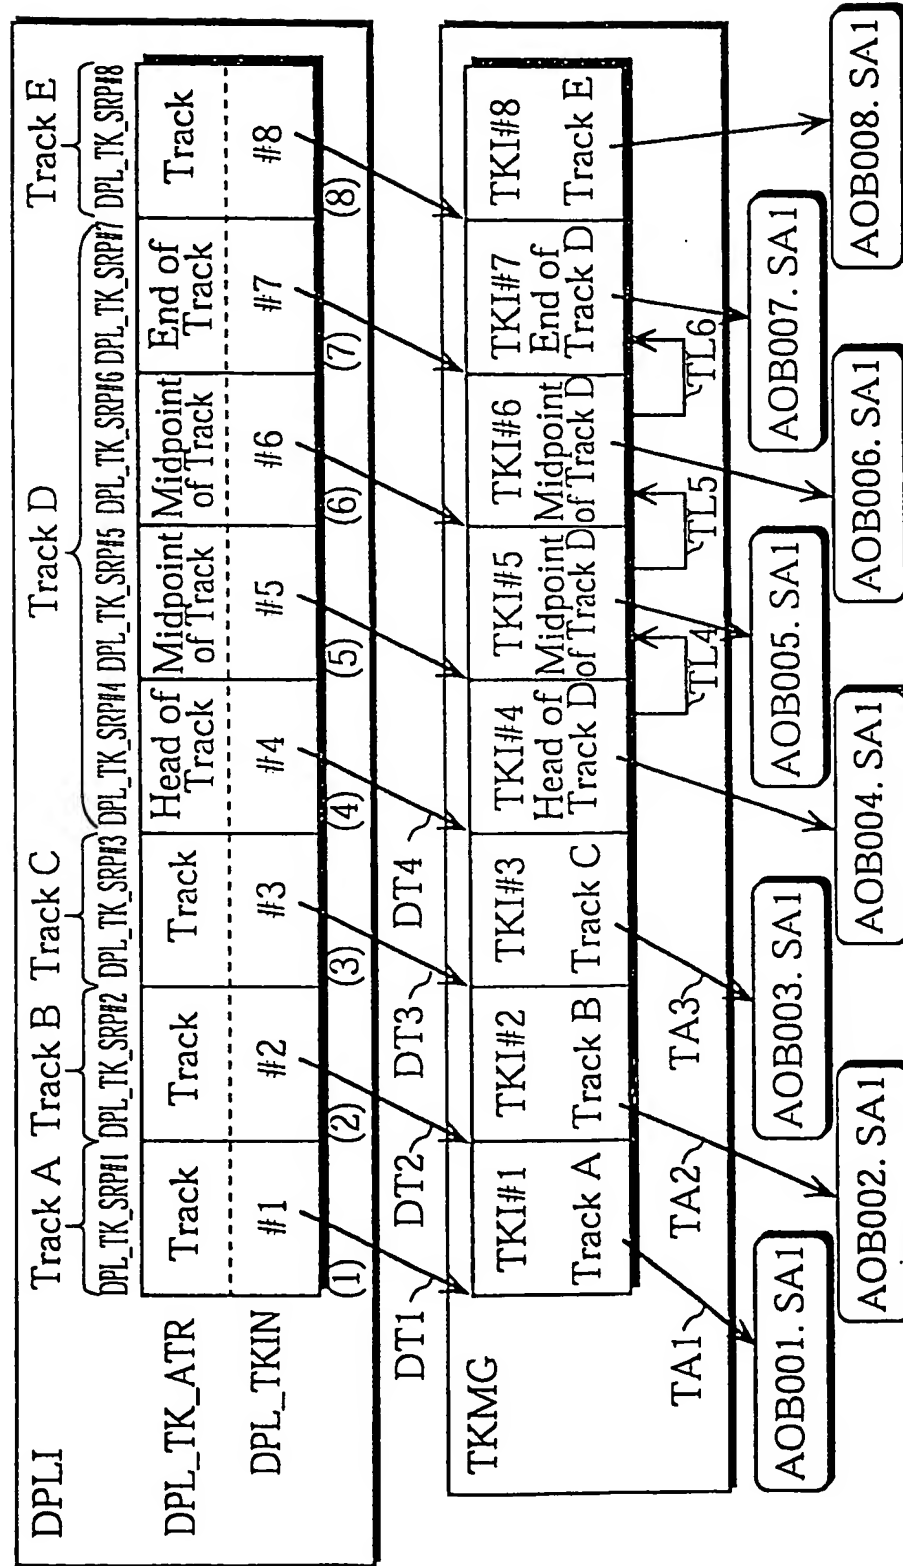 DPLI
Track A Track B Track C Track D Track E
DPL_TK_SRP#1 DPL_TK_SRP#2 DPL_TK_SRP#3 DPL_TK_SRP#4 DPL_TK_SRP#5 DPL_TK_SRP#6 DPL_TK_SRP#7 DPL_TK_SRP#8
DPL_TK_ATR
Track
Track
Track
Head of
Track
Midpoint
of Track
Midpoint
of Track
End of
Track
Track
DPL_TKIN #1 #2 #3 #4 #5 #6 #7 #8
(1) (2) (3) (4) (5) (6) (7) (8)
DT1 DT2 DT3 DT4
TKMG
TKI#1
Track A
TKI#2
Track B
TKI#3
Track C
TKI#4
Head of
Track D
TKI#5
Midpoint
of Track D
TKI#6
Midpoint
of Track D
TKI#7
End of
Track D
TKI#8
Track E
TA1 TA2 TA3 TL4 TL5 TL6
AOB001. SA1
AOB002. SA1
AOB003. SA1
AOB004. SA1
AOB005. SA1
AOB006. SA1
AOB007. SA1
AOB008. SA1